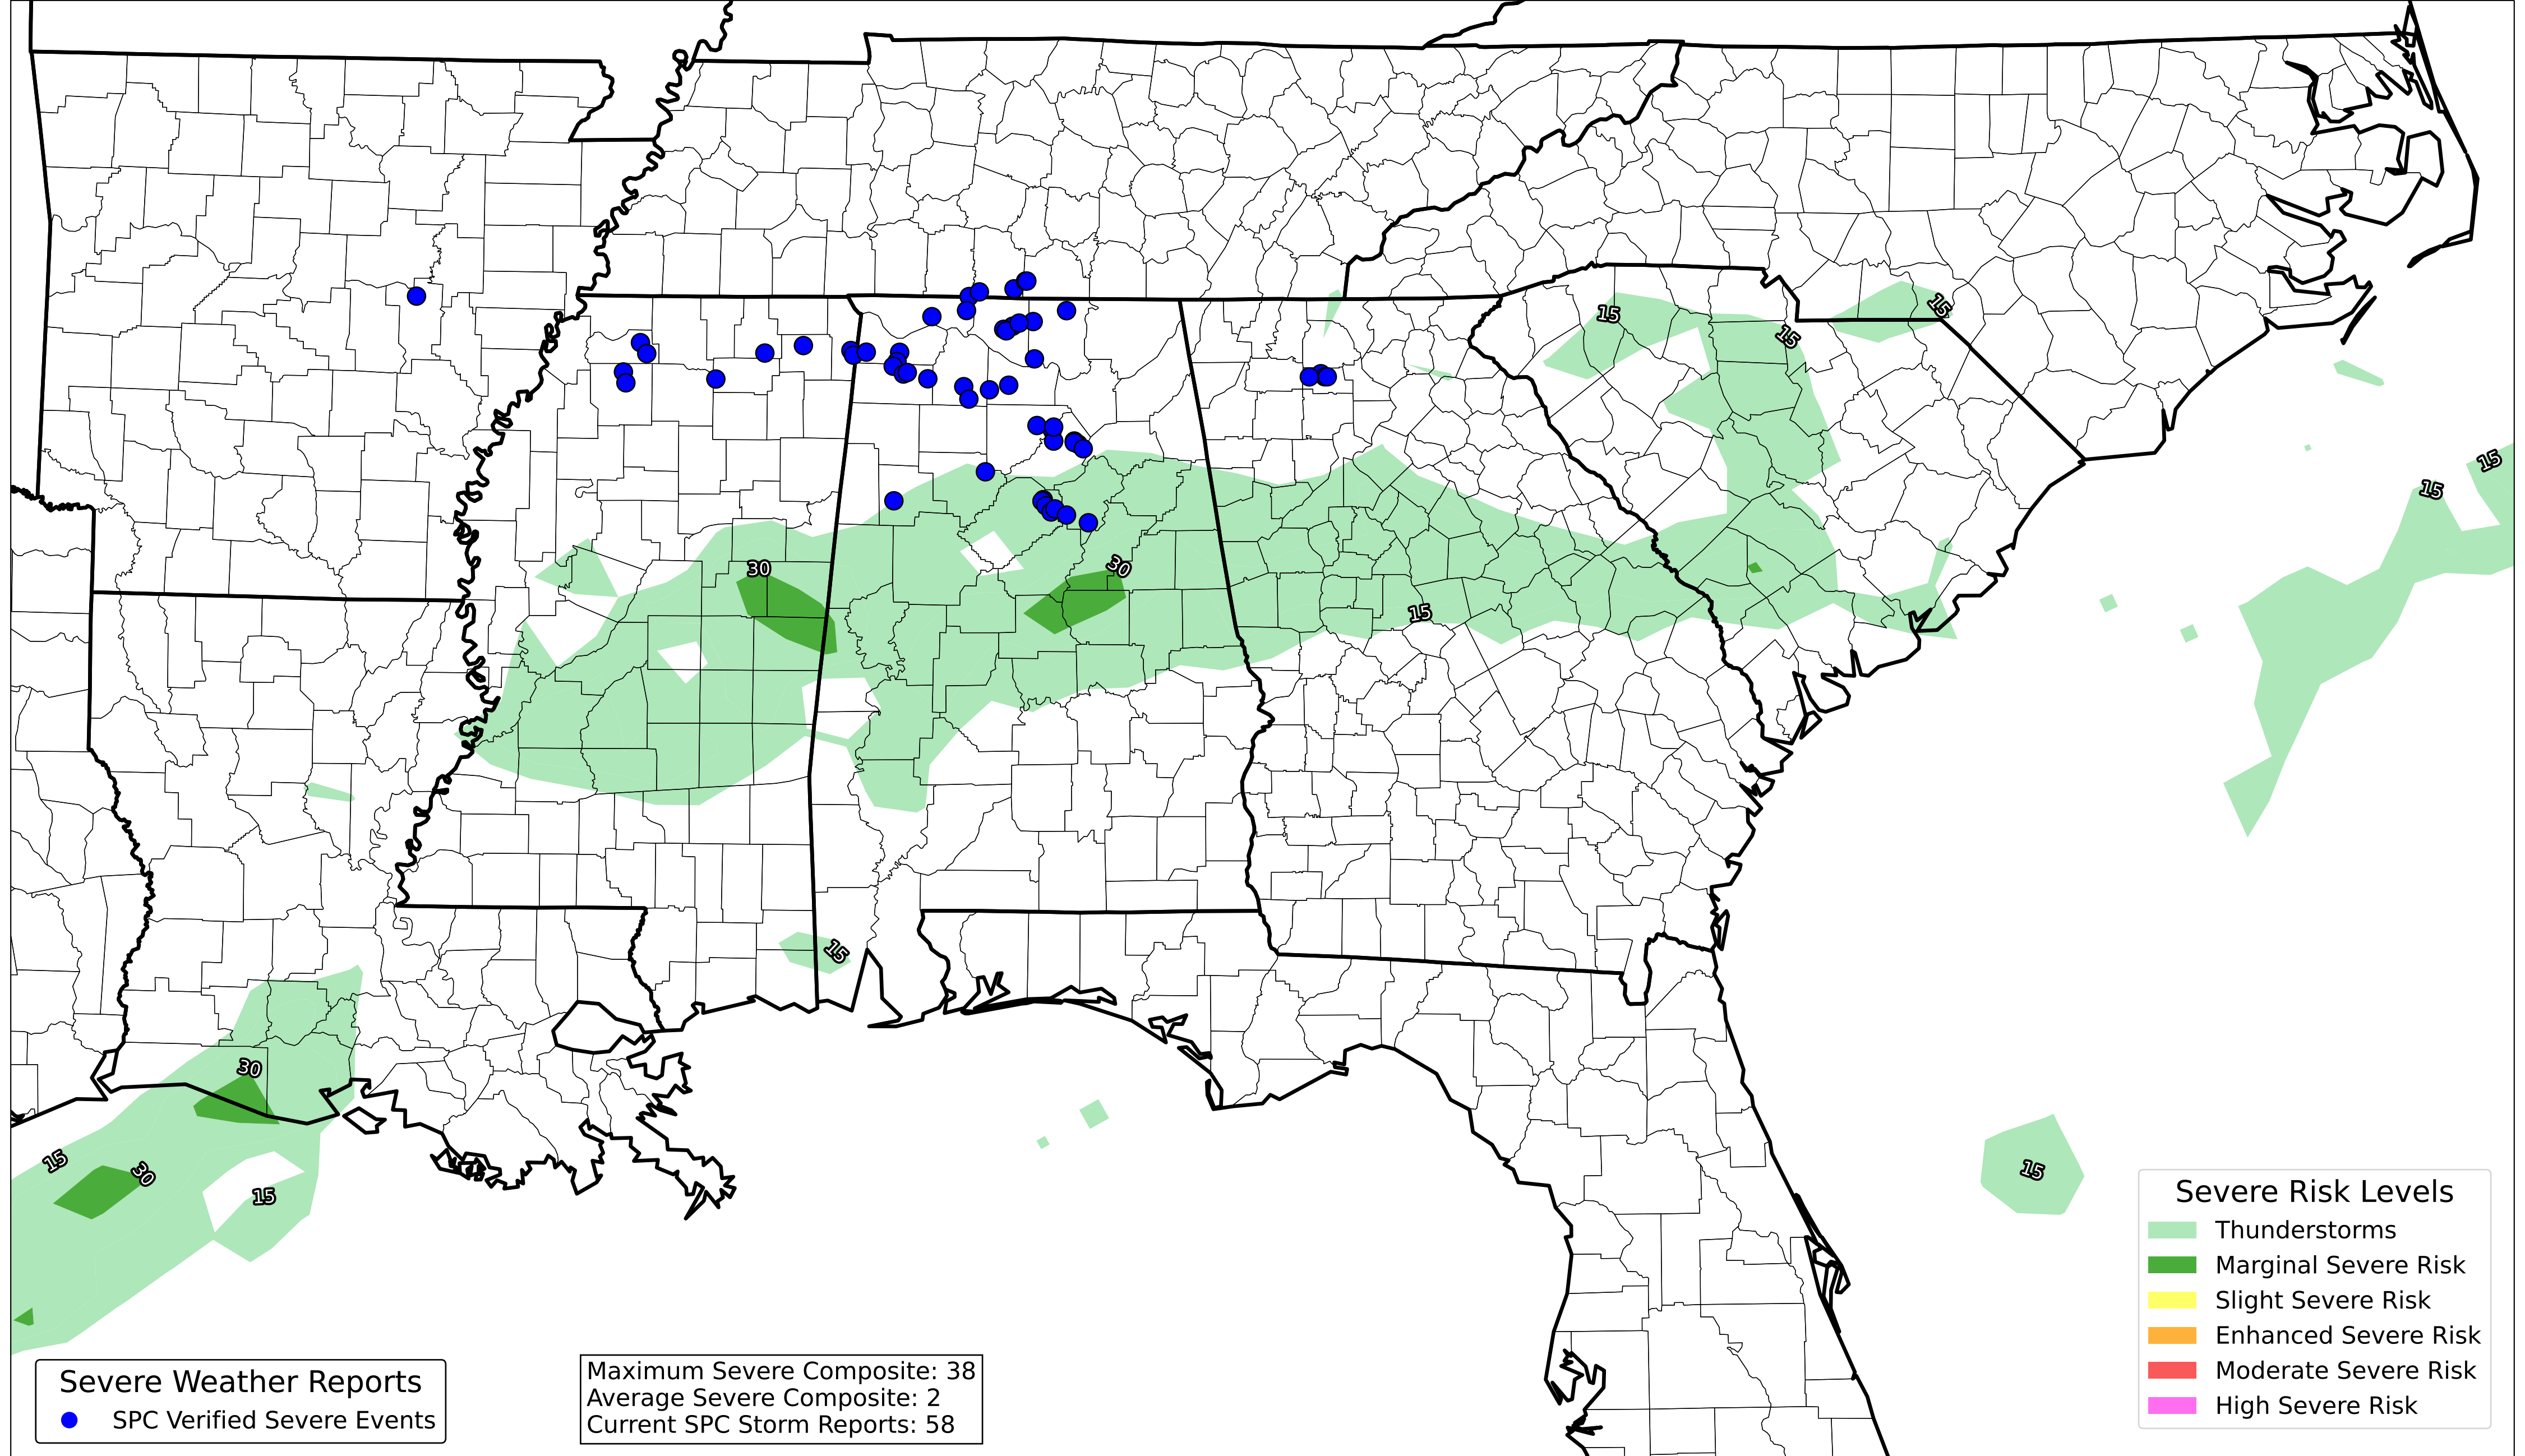 15
15
15
15
15
30
30
15
15
30
15
30
15
15
Severe Risk Levels
Thunderstorms
Marginal Severe Risk
Slight Severe Risk
Enhanced Severe Risk
Moderate Severe Risk
High Severe Risk
Severe Weather Reports
SPC Verified Severe Events
Maximum Severe Composite: 38
Average Severe Composite: 2
Current SPC Storm Reports: 58